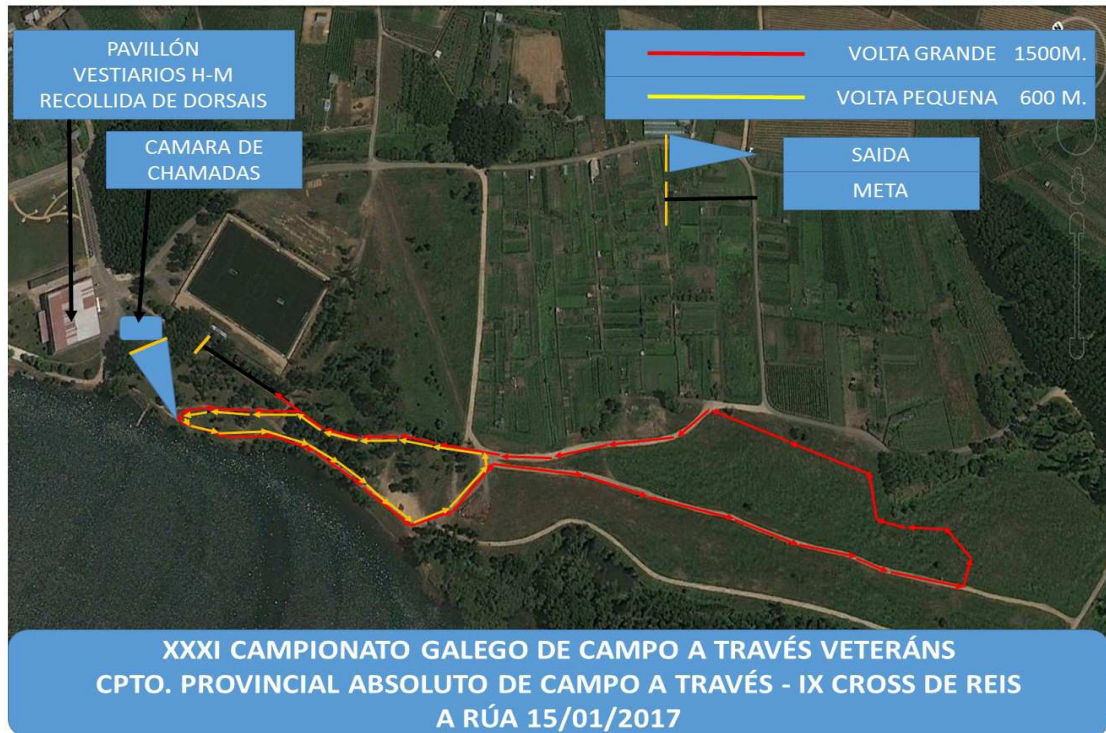 PAVILLÓN
VESTIARIOS H-M
RECOLLIDA DE DORSAIS
CAMARA DE
CHAMADAS
VOLTA GRANDE 1500M.
VOLTA PEQUENA 600 M.
SAIDA
META
XXXI CAMPIONATO GALEGO DE CAMPO A TRAVÉS VETERÁNS
CPTO. PROVINCIAL ABSOLUTO DE CAMPO A TRAVÉS - IX CROSS DE REIS
A RÚA 15/01/2017